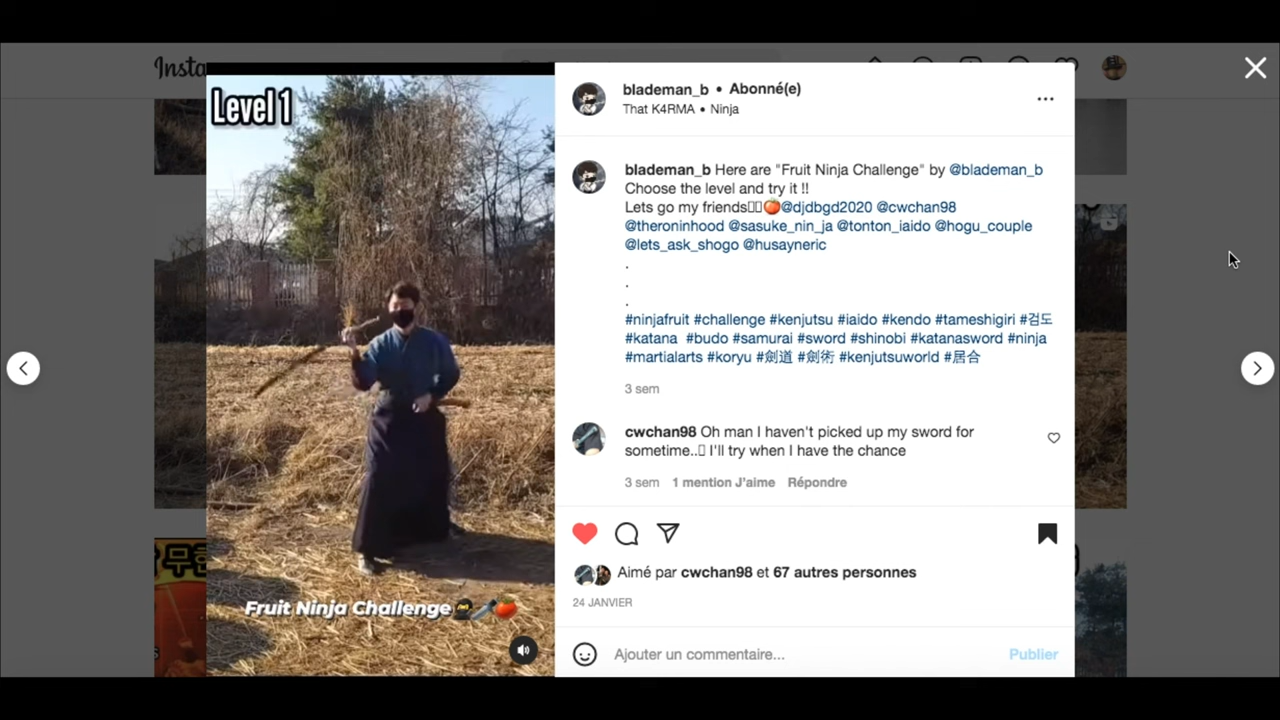 Insta
Level 1
Fruit Ninja Challenge🥷🔪🍅
blademan_b • Abonné(e)
That K4RMA • Ninja
blademan_b Here are "Fruit Ninja Challenge" by @blademan_b
Choose the level and try it !!
Lets go my friends🍅@djdbgd2020 @cwchan98
@theroninhood @sasuke_nin_ja @tonton_iaido @hogu_couple
@lets_ask_shogo @husayneric
.
.
.
#ninjafruit #challenge #kenjutsu #iaido #kendo #tameshigiri #검도
#katana #budo #samurai #sword #shinobi #katanasword #ninja
#martialarts #koryu #劍道 #劍術 #kenjutsuworld #居合
3 sem
cwchan98 Oh man I haven't picked up my sword for
sometime.. I'll try when I have the chance
3 sem 1 mention J'aime Répondre
Aimé par cwchan98 et 67 autres personnes
24 JANVIER
Ajouter un commentaire... Publier